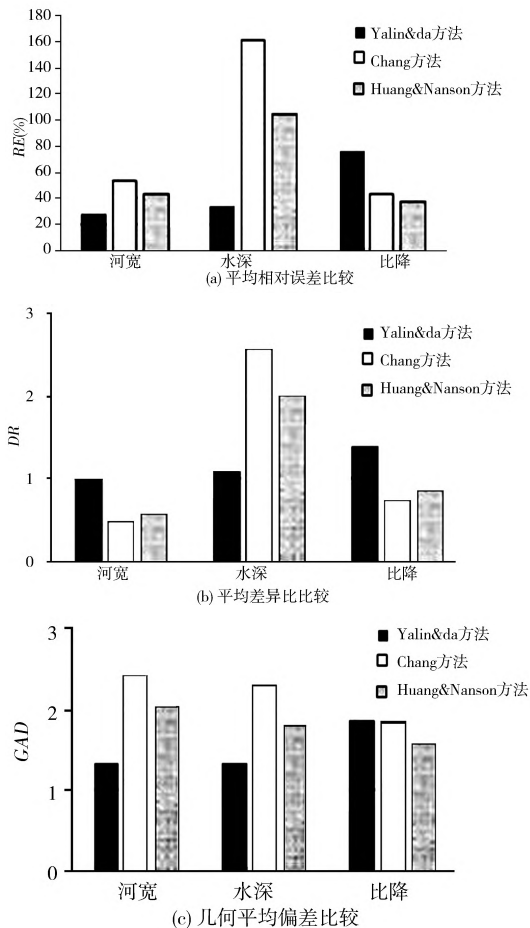 180
160
140
120
100
80
60
40
20
0
RE(%)
Yalin&da方法
Chang方法
Huang&Nanson方法
河宽 水深 比降
(a) 平均相对误差比较
3
2
1
0
DR
Yalin&da方法
Chang方法
Huang&Nanson方法
河宽 水深 比降
(b) 平均差异比比较
3
2
1
0
GAD
Yalin&da方法
Chang方法
Huang&Nanson方法
河宽 水深 比降
(c) 几何平均偏差比较